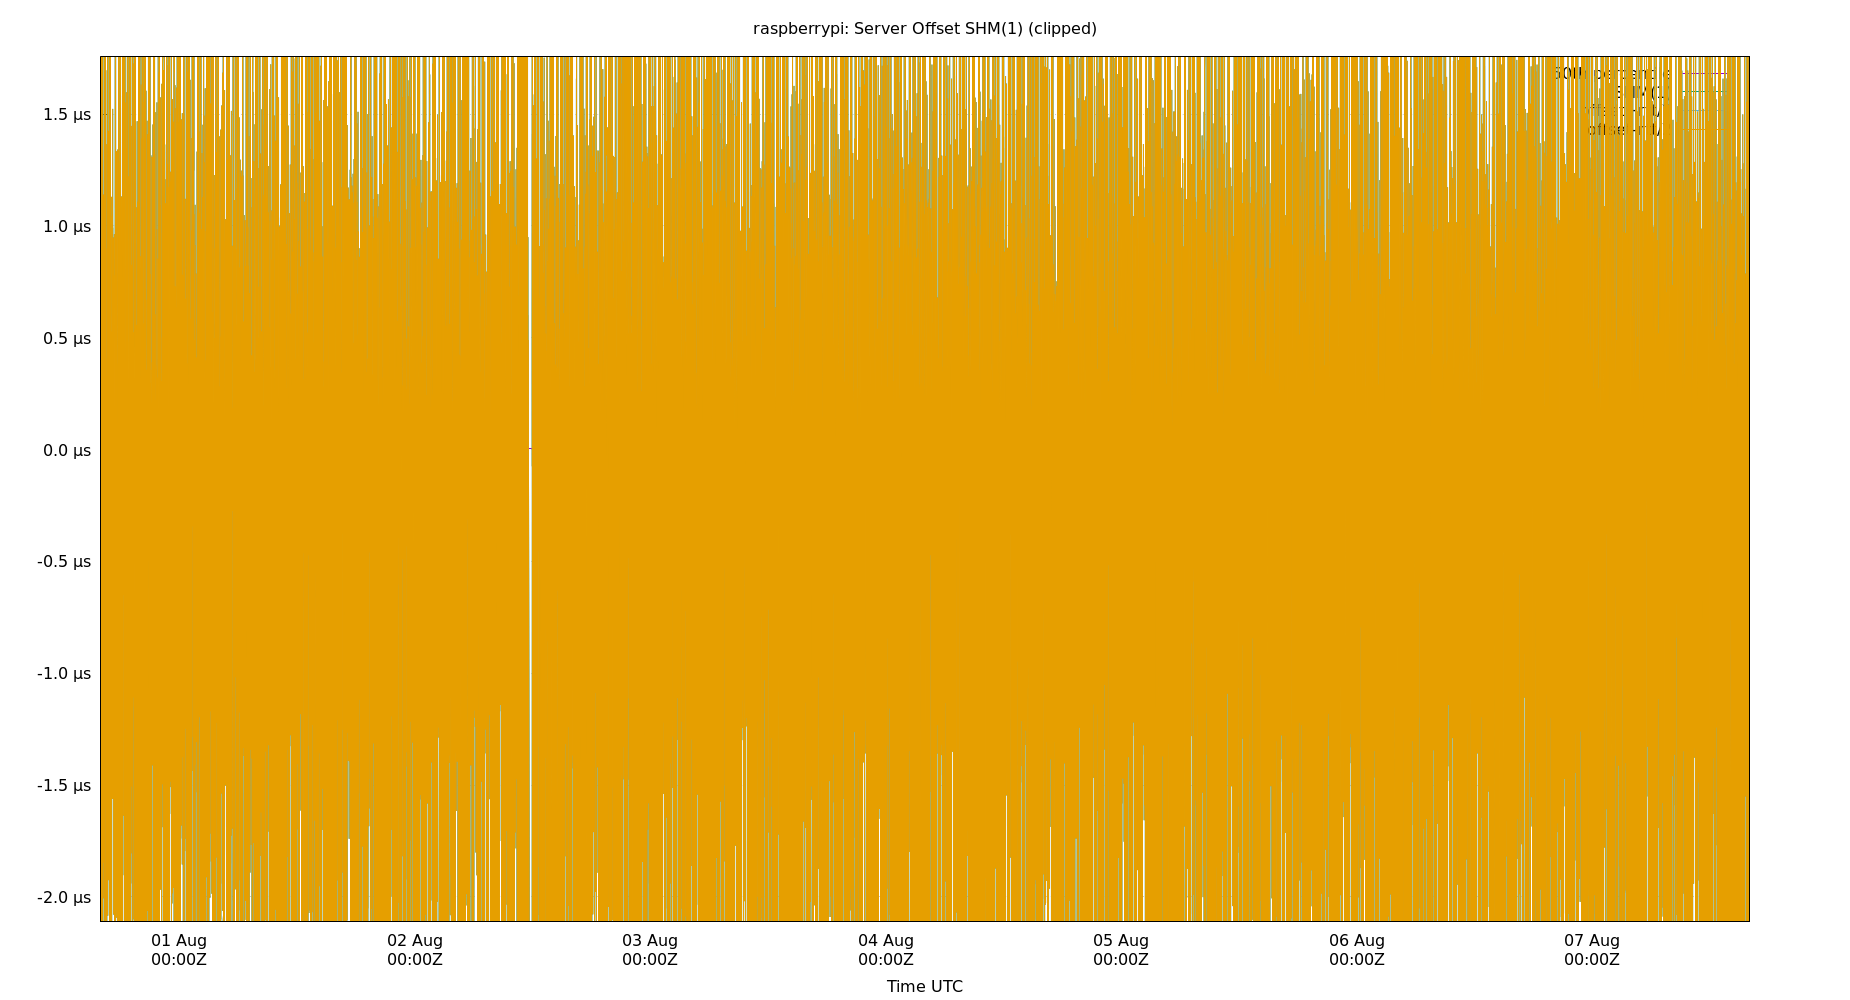 raspberrypi: Server Offset SHM(1) (clipped)
1.5 µs
1.0 µs
0.5 µs
0.0 µs
-0.5 µs
-1.0 µs
-1.5 µs
-2.0 µs
01 Aug 02 Aug 03 Aug 04 Aug 05 Aug 06 Aug 07 Aug
00:00Z 00:00Z 00:00Z 00:00Z 00:00Z 00:00Z 00:00Z
Time UTC